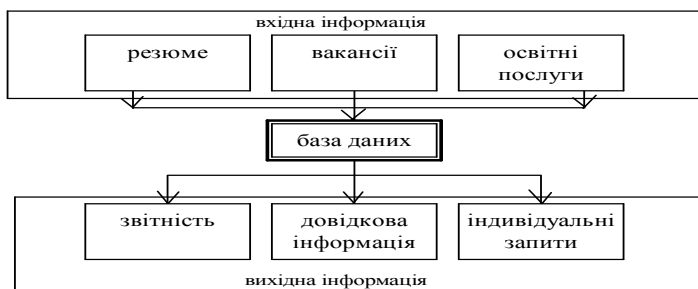 вхідна інформація
резюме
вакансії
освітні
послуги
база даних
звітність
довідкова
інформація
індивідуальні
запити
вихідна інформація